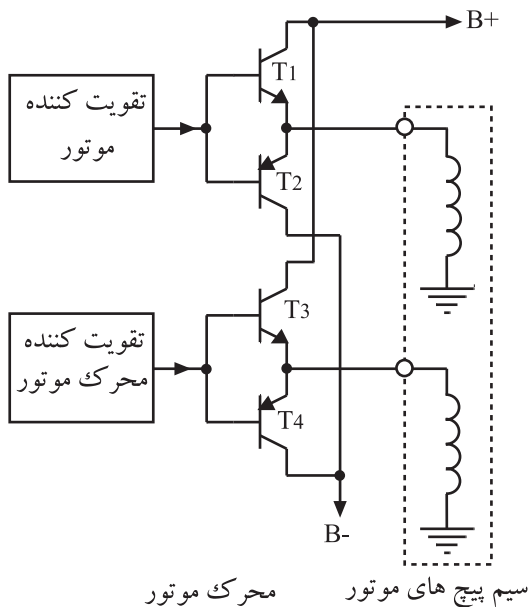 B+
T1
تقویت کننده
موتور
T2
T3
تقویت کننده
محرک موتور
T4
B-
محرک موتور
سیم پیچ های موتور